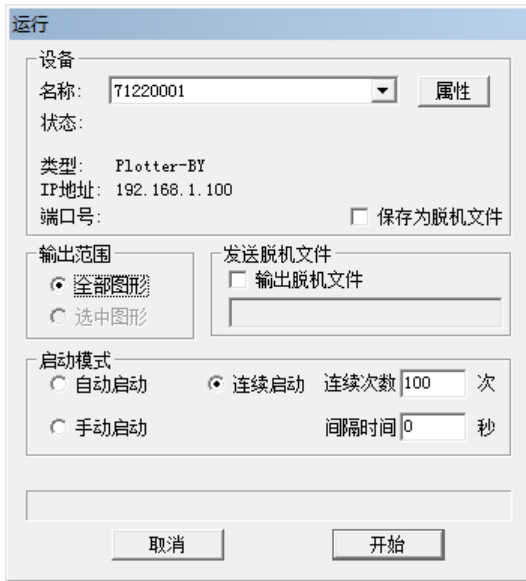 运行
设备
名称: 71220001 属性
状态:
类型: Plotter-BY
IP地址: 192.168.1.100
端口号: 保存为脱机文件
输出范围
全部图形
选中图形
发送脱机文件
输出脱机文件
启动模式
自动启动 连续启动 连续次数 100 次
手动启动 间隔时间 0 秒
取消 开始